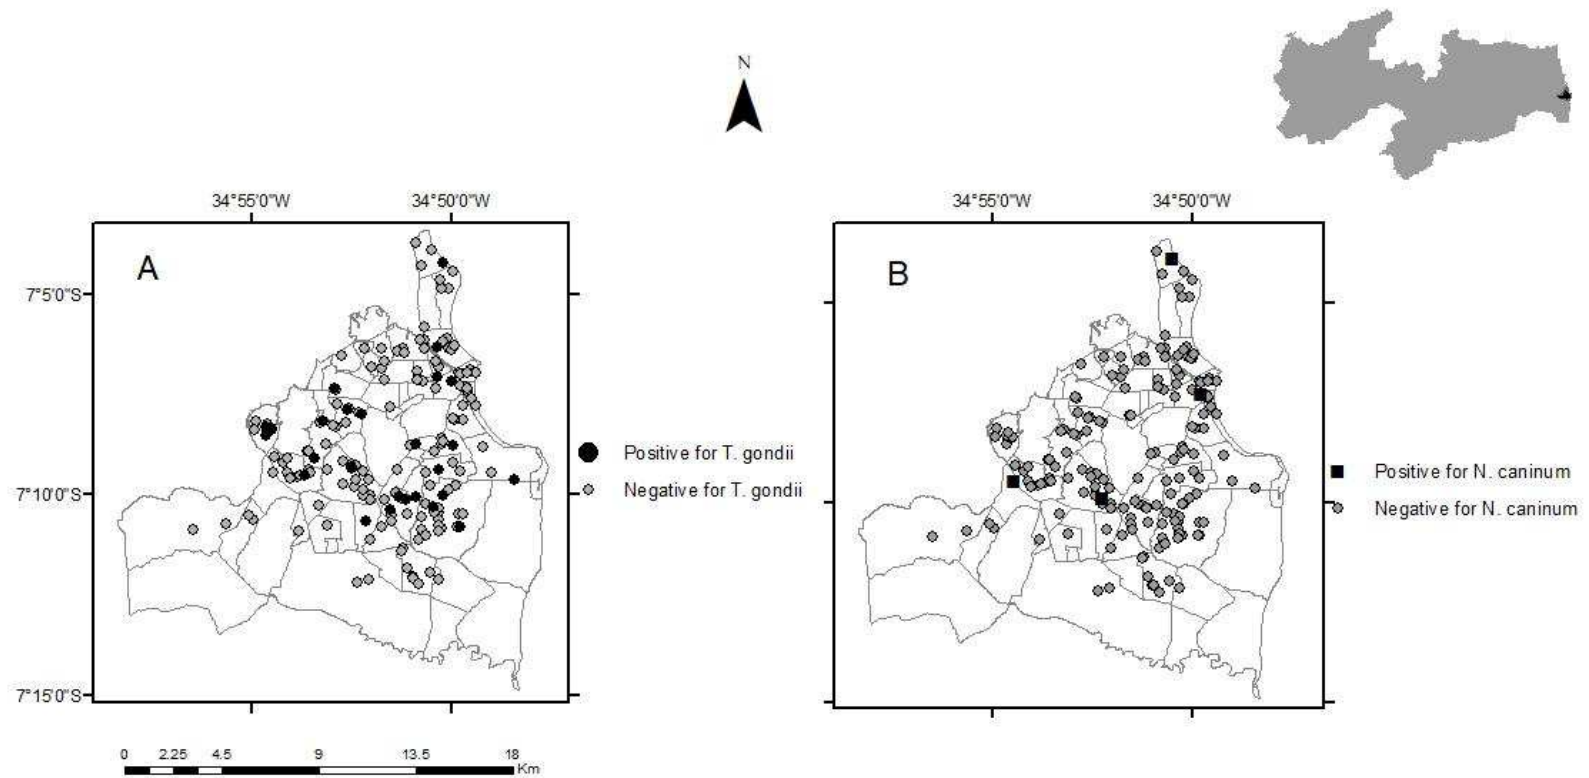 N
34°55'0"W 34°50'0"W
34°55'0"W 34°50'0"W
A
B
7°5'0"S
7°10'0"S
7°15'0"S
Positive for T. gondii
Negative for T. gondii
Positive for N. caninum
Negative for N. caninum
0 2.25 4.5 9 13.5 18
Km